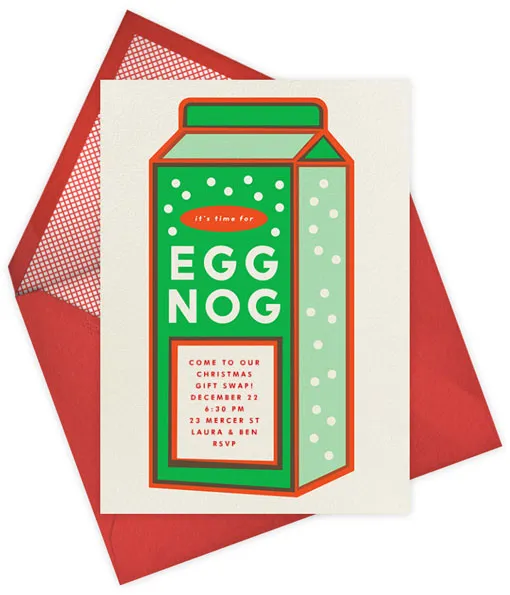 it's time for
EGG
NOG
COME TO OUR
CHRISTMAS
GIFT SWAP!
DECEMBER 22
6:30 PM
23 MERCER ST
LAURA & BEN
RSVP